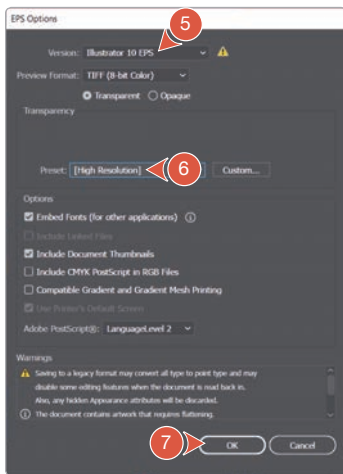 EPS Options
5
Version: Illustrator 10 EPS
Preview Format: TIFF (8-bit Color)
Transparent Opaque
Transparency
Preset: [High Resolution] 6 Custom...
Options
Embed Fonts (for other applications)
Include Linked Files
Include Document Thumbnails
Include CMYK PostScript in RGB Files
Compatible Gradient and Gradient Mesh Printing
Use Printer's Default Screen
Adobe PostScript®: LanguageLevel 2
Warnings
Saving to a legacy format may convert all type to point type and may
disable some editing features when the document is read back in.
Also, any hidden Appearance attributes will be discarded.
The document contains artwork that requires flattening.
7 OK Cancel